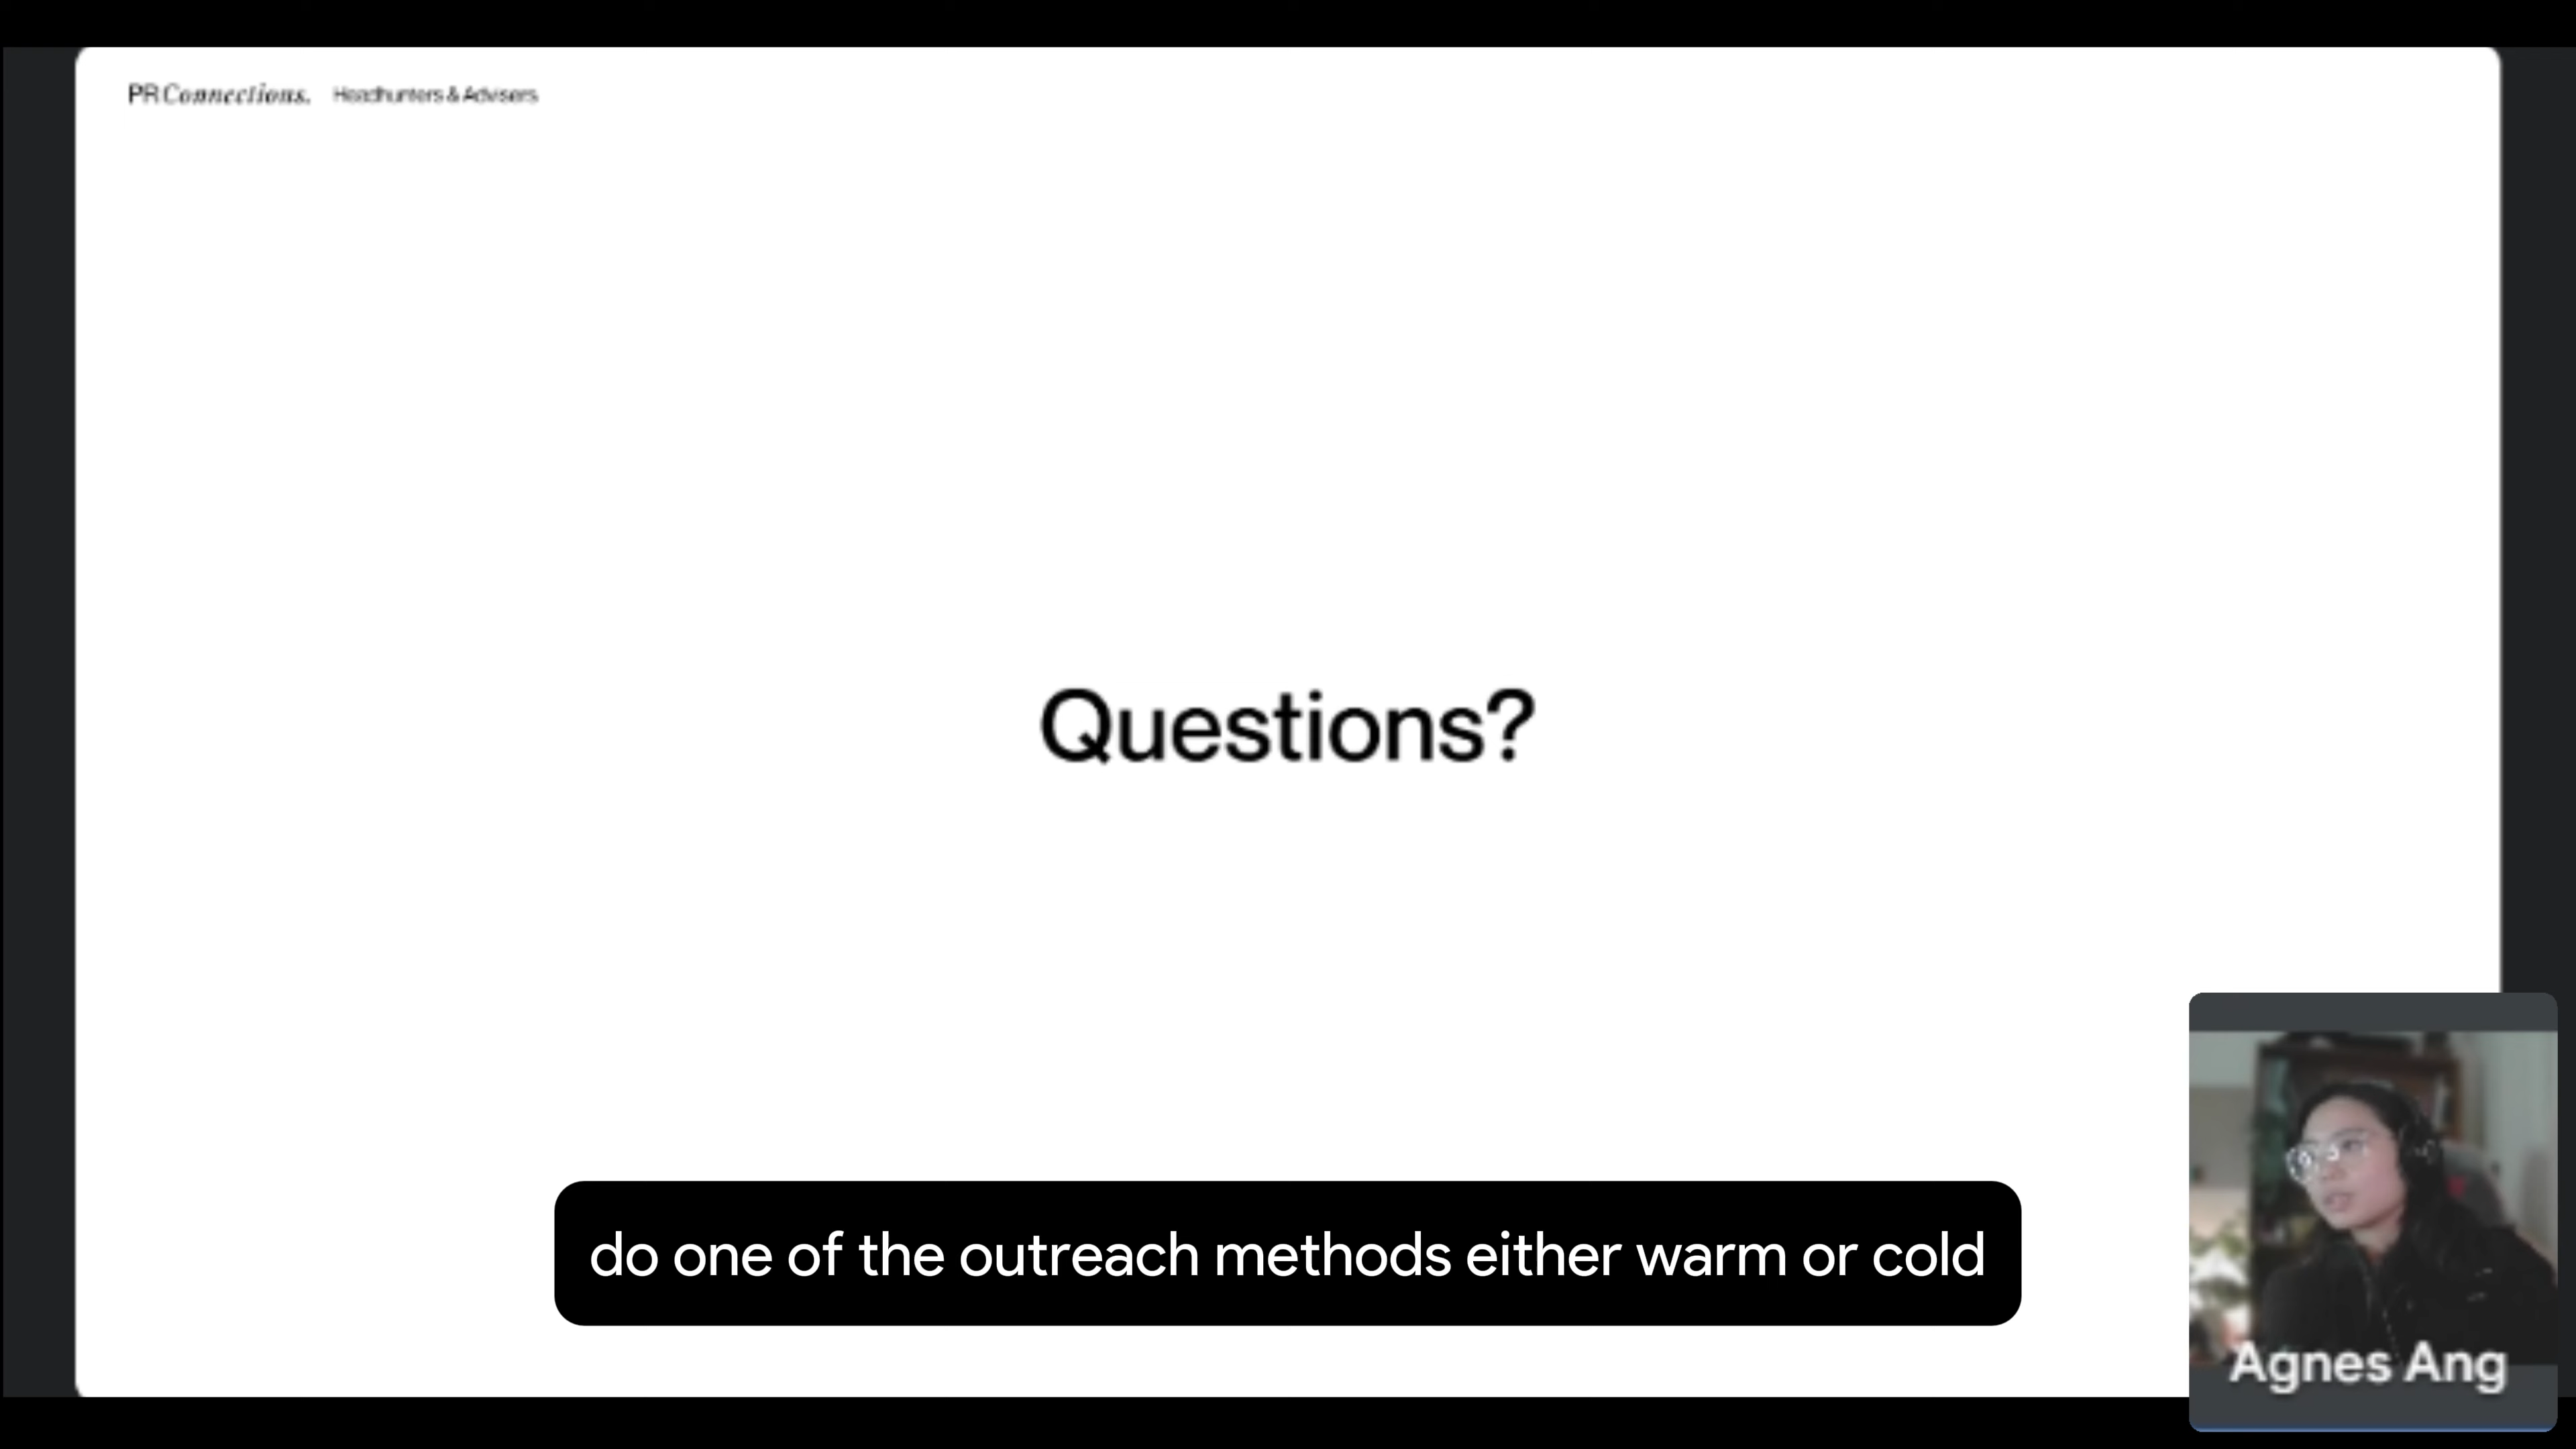 PR Connections. Headhunters & Advisers
Questions?
do one of the outreach methods either warm or cold
Agnes Ang